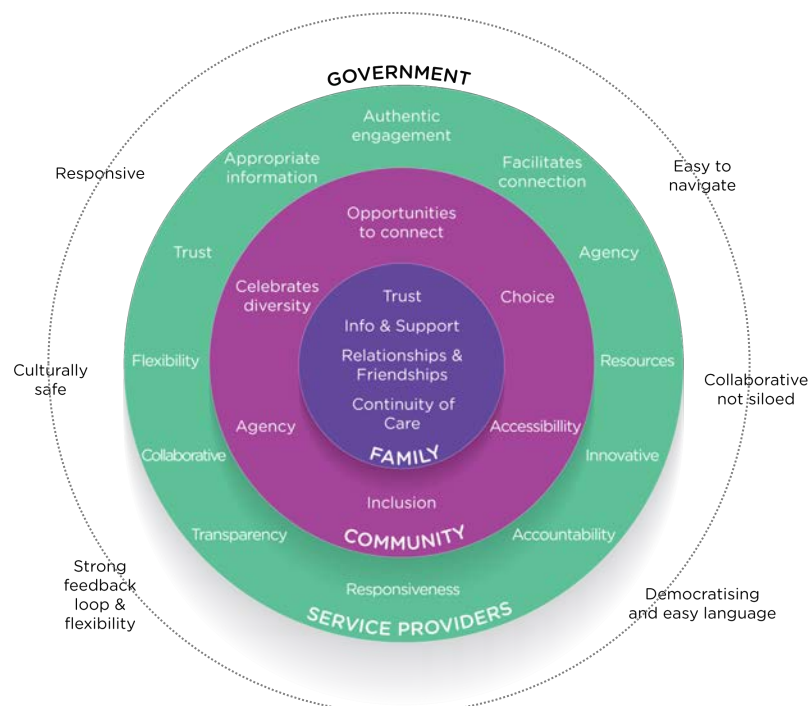 GOVERNMENT
Authentic
engagement
Appropriate
information
Facilitates
connection
Responsive
Easy to
navigate
Opportunities
to connect
Trust
Agency
Celebrates
diversity
Trust
Choice
Info & Support
Relationships &
Friendships
Flexibility
Resources
Culturally
safe
Collaborative
not siloed
Continuity of
Care
Agency
Accessibillity
FAMILY
Collaborative
Innovative
Inclusion
Transparency
Accountability
COMMUNITY
Strong
feedback
loop &
flexibility
Responsiveness
Democratising
and easy language
SERVICE PROVIDERS